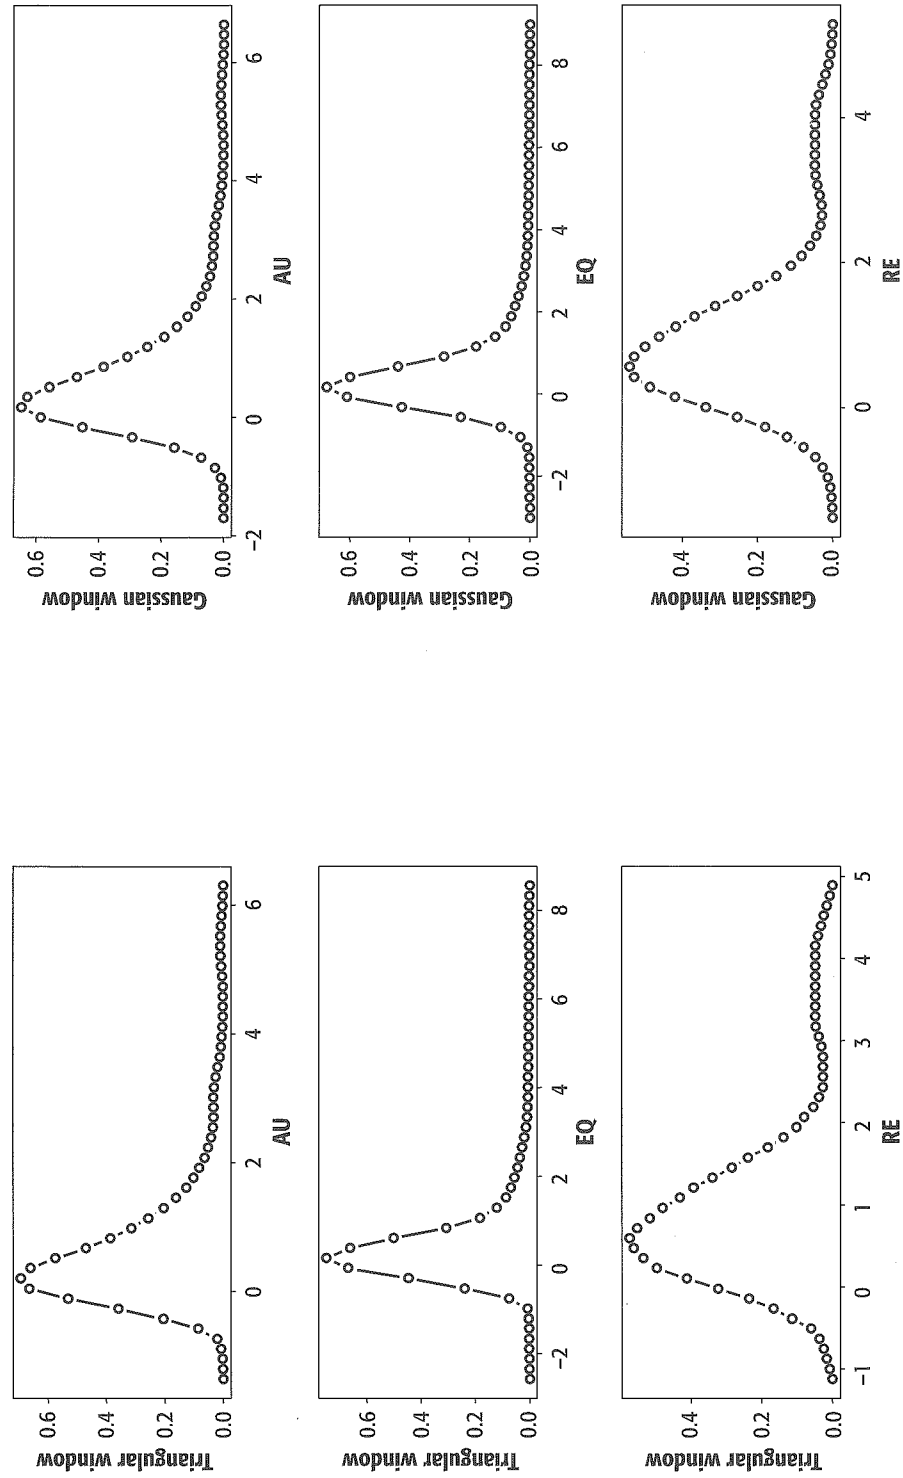 Triangular window
0.0 0.2 0.4 0.6
0 2 4 6
AU
Gaussian window
0.0 0.2 0.4 0.6
−2 0 2 4 6
AU
Triangular window
0.0 0.2 0.4 0.6
−2 0 2 4 6 8
EQ
Gaussian window
0.0 0.2 0.4 0.6
−2 0 2 4 6 8
EQ
Triangular window
0.0 0.2 0.4
−1 0 1 2 3 4 5
RE
Gaussian window
0.0 0.2 0.4
0 2 4
RE